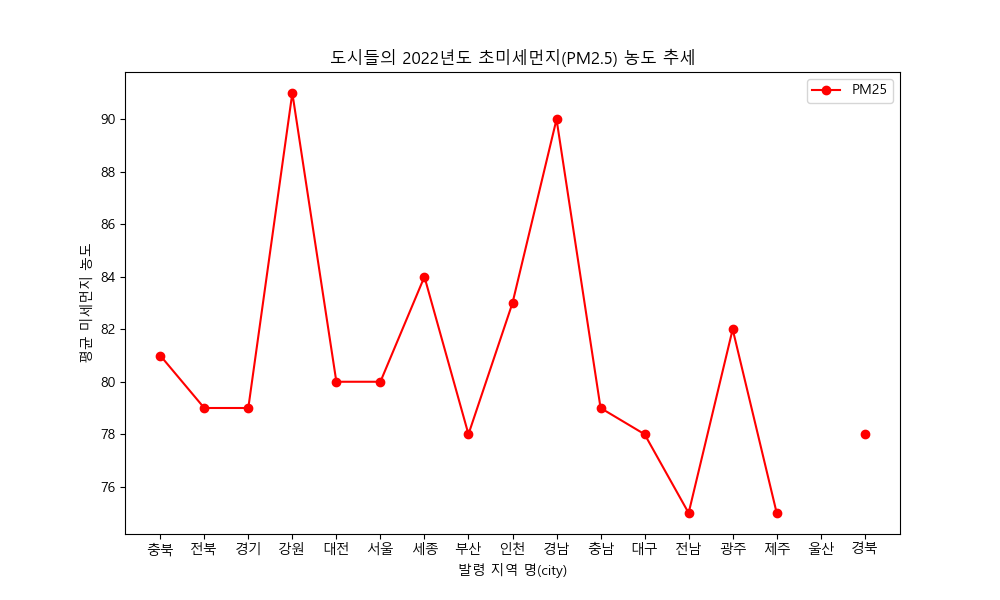 도시들의 2022년도 초미세먼지(PM2.5) 농도 추세
PM25
평균 미세먼지 농도
90
88
86
84
82
80
78
76
충북 전북 경기 강원 대전 서울 세종 부산 인천 경남 충남 대구 전남 광주 제주 울산 경북
발령 지역 명(city)